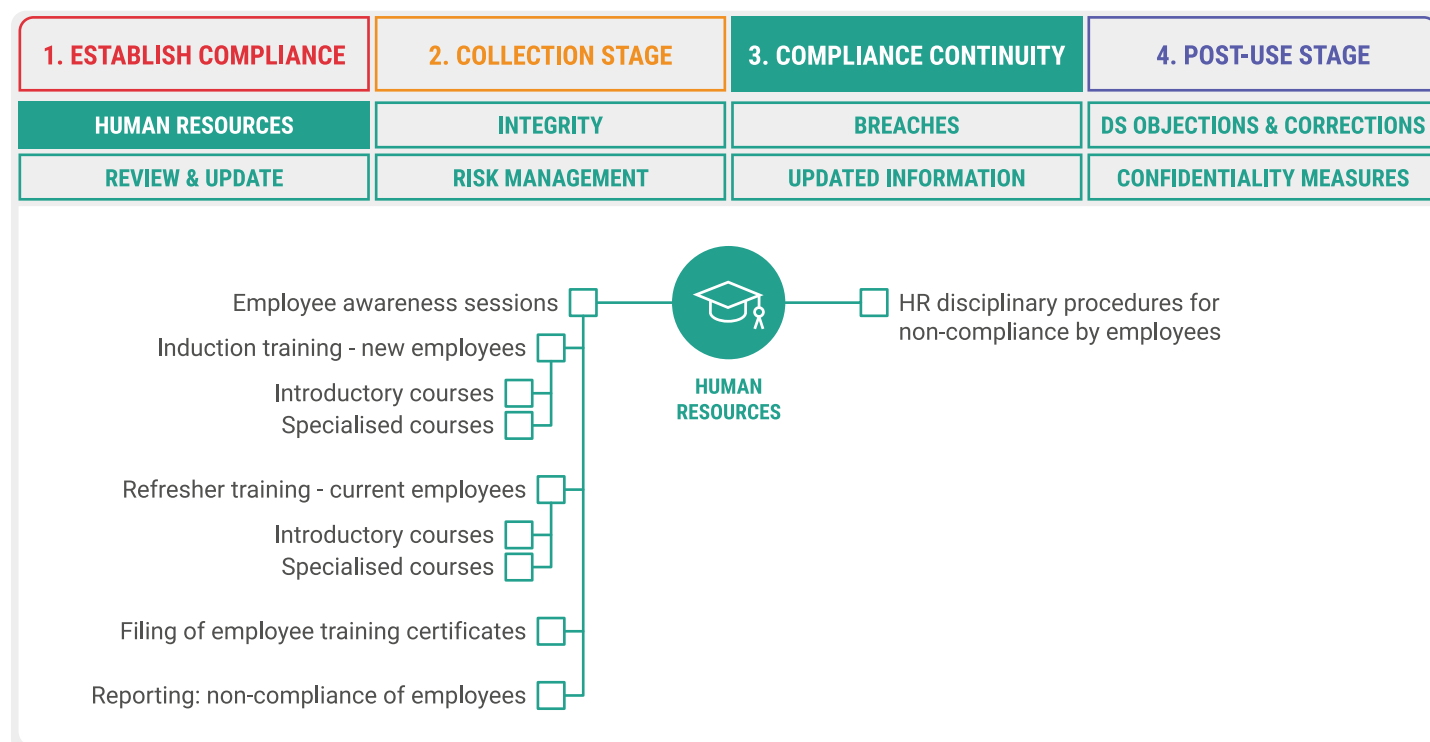 1. ESTABLISH COMPLIANCE
2. COLLECTION STAGE
3. COMPLIANCE CONTINUITY
4. POST-USE STAGE
HUMAN RESOURCES
INTEGRITY
BREACHES
DS OBJECTIONS & CORRECTIONS
REVIEW & UPDATE
RISK MANAGEMENT
UPDATED INFORMATION
CONFIDENTIALITY MEASURES
Employee awareness sessions
Induction training - new employees
Introductory courses
Specialised courses
Refresher training - current employees
Introductory courses
Specialised courses
Filing of employee training certificates
Reporting: non-compliance of employees
HUMAN
RESOURCES
HR disciplinary procedures for
non-compliance by employees